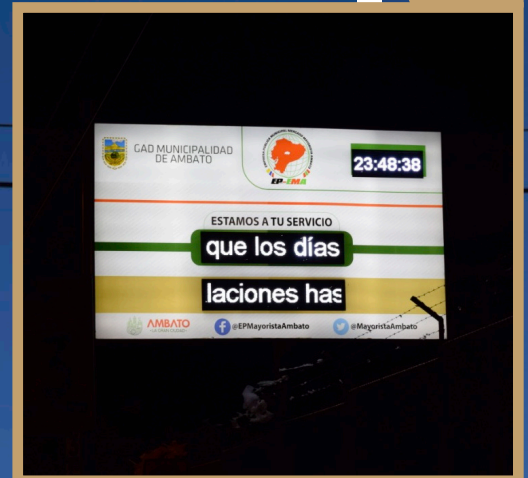 GAD MUNICIPALIDAD
DE AMBATO
EP-EMA
23:48:38
ESTAMOS A TU SERVICIO
que los días
laciones has
AMBATO
@EPMayoristaAmbato
@MayoristaAmbato